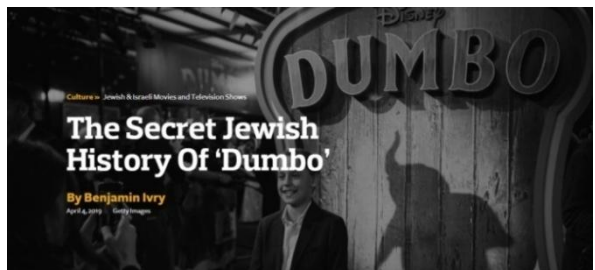 Disney
DUMBO
Culture » Jewish & Israeli Movies and Television Shows
The Secret Jewish
History Of ‘Dumbo’
By Benjamin Ivry
April 4, 2019 Getty Images